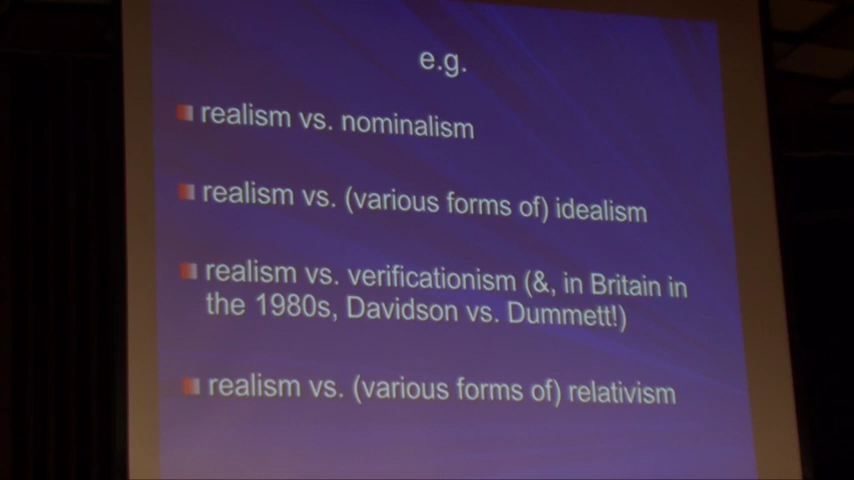 e.g.
realism vs. nominalism
realism vs. (various forms of) idealism
realism vs. verificationism (&, in Britain in
the 1980s, Davidson vs. Dummett!)
realism vs. (various forms of) relativism